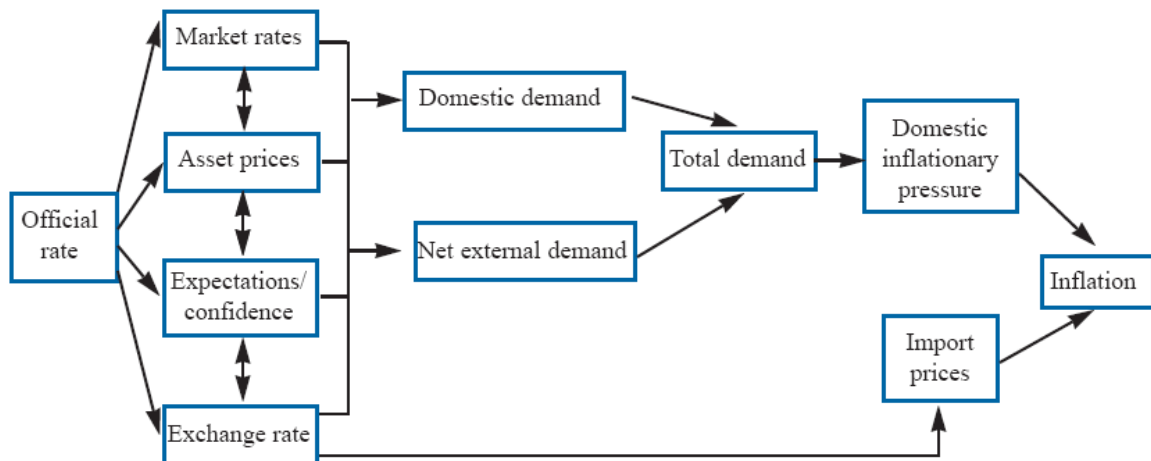 Official
rate
Market rates
Asset prices
Expectations/
confidence
Exchange rate
Domestic demand
Net external demand
Total demand
Domestic
inflationary
pressure
Import
prices
Inflation